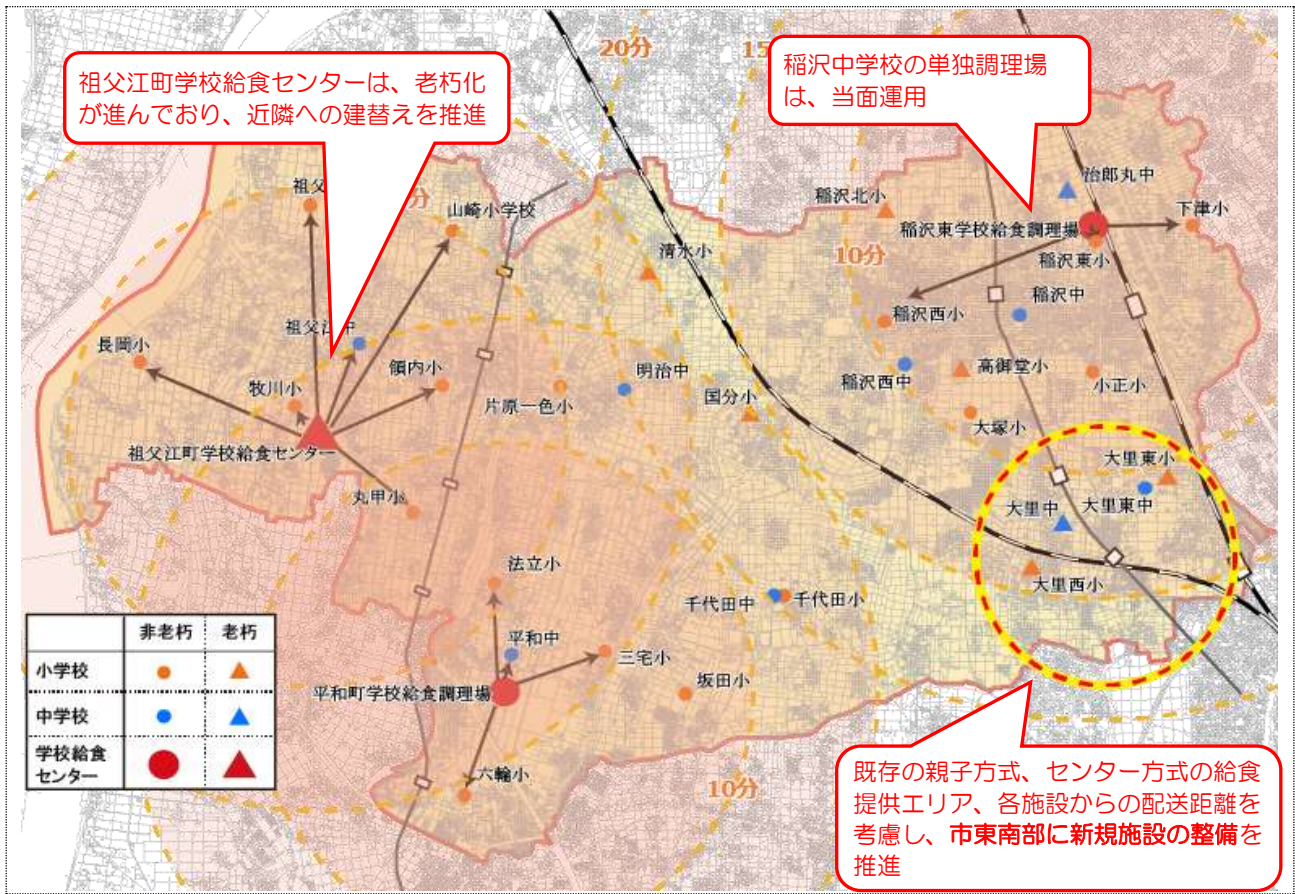 20分
15
祖父江町学校給食センターは、老朽化
が進んでおり、近隣への建替えを推進
稲沢中学校の単独調理場
は、当面運用
祖父
分
山崎小学校
稲沢北小
治郎丸中
下津小
稲沢東学校給食調理場
稲沢東小
10分
清水小
稲沢中
稲沢西小
祖父江中
長岡小
領内小
牧川小
片原一色小
明治中
国分小
稲沢西中
高御堂小
小正小
大塚小
祖父江町学校給食センター
丸甲小
大里東小
大里中
大里東中
大里西小
法立小
千代田中
千代田小
平和中
三宅小
坂田小
平和町学校給食調理場
六輪小
10分
非老朽 老朽
小学校
中学校
学校給食
センター
既存の親子方式、センター方式の給食
提供エリア、各施設からの配送距離を
考慮し、市東南部に新規施設の整備を
推進